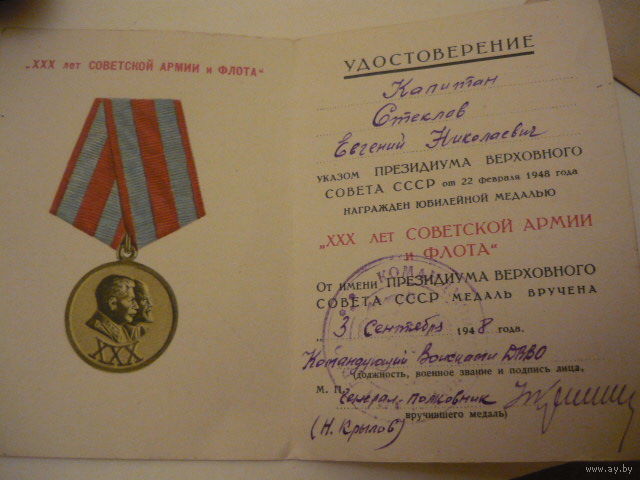 „XXX лет СОВЕТСКОЙ АРМИИ и ФЛОТА“
XXX
УДОСТОВЕРЕНИЕ
Капитан
Стеклов
Евгений Николаевич
УКАЗОМ ПРЕЗИДИУМА ВЕРХОВНОГО
СОВЕТА СССР от 22 февраля 1948 года
НАГРАЖДЕН ЮБИЛЕЙНОЙ МЕДАЛЬЮ
„XXX ЛЕТ СОВЕТСКОЙ АРМИИ
И ФЛОТА“
От имени ПРЕЗИДИУМА ВЕРХОВНОГО
СОВЕТА СССР МЕДАЛЬ ВРУЧЕНА
Сентября 1948 года.
Командующий Войсками ДВВО
(должность, военное звание и подпись лица,
М. П. Генерал-полковник
вручившего медаль)
(Н. Крылов)
www.ay.by